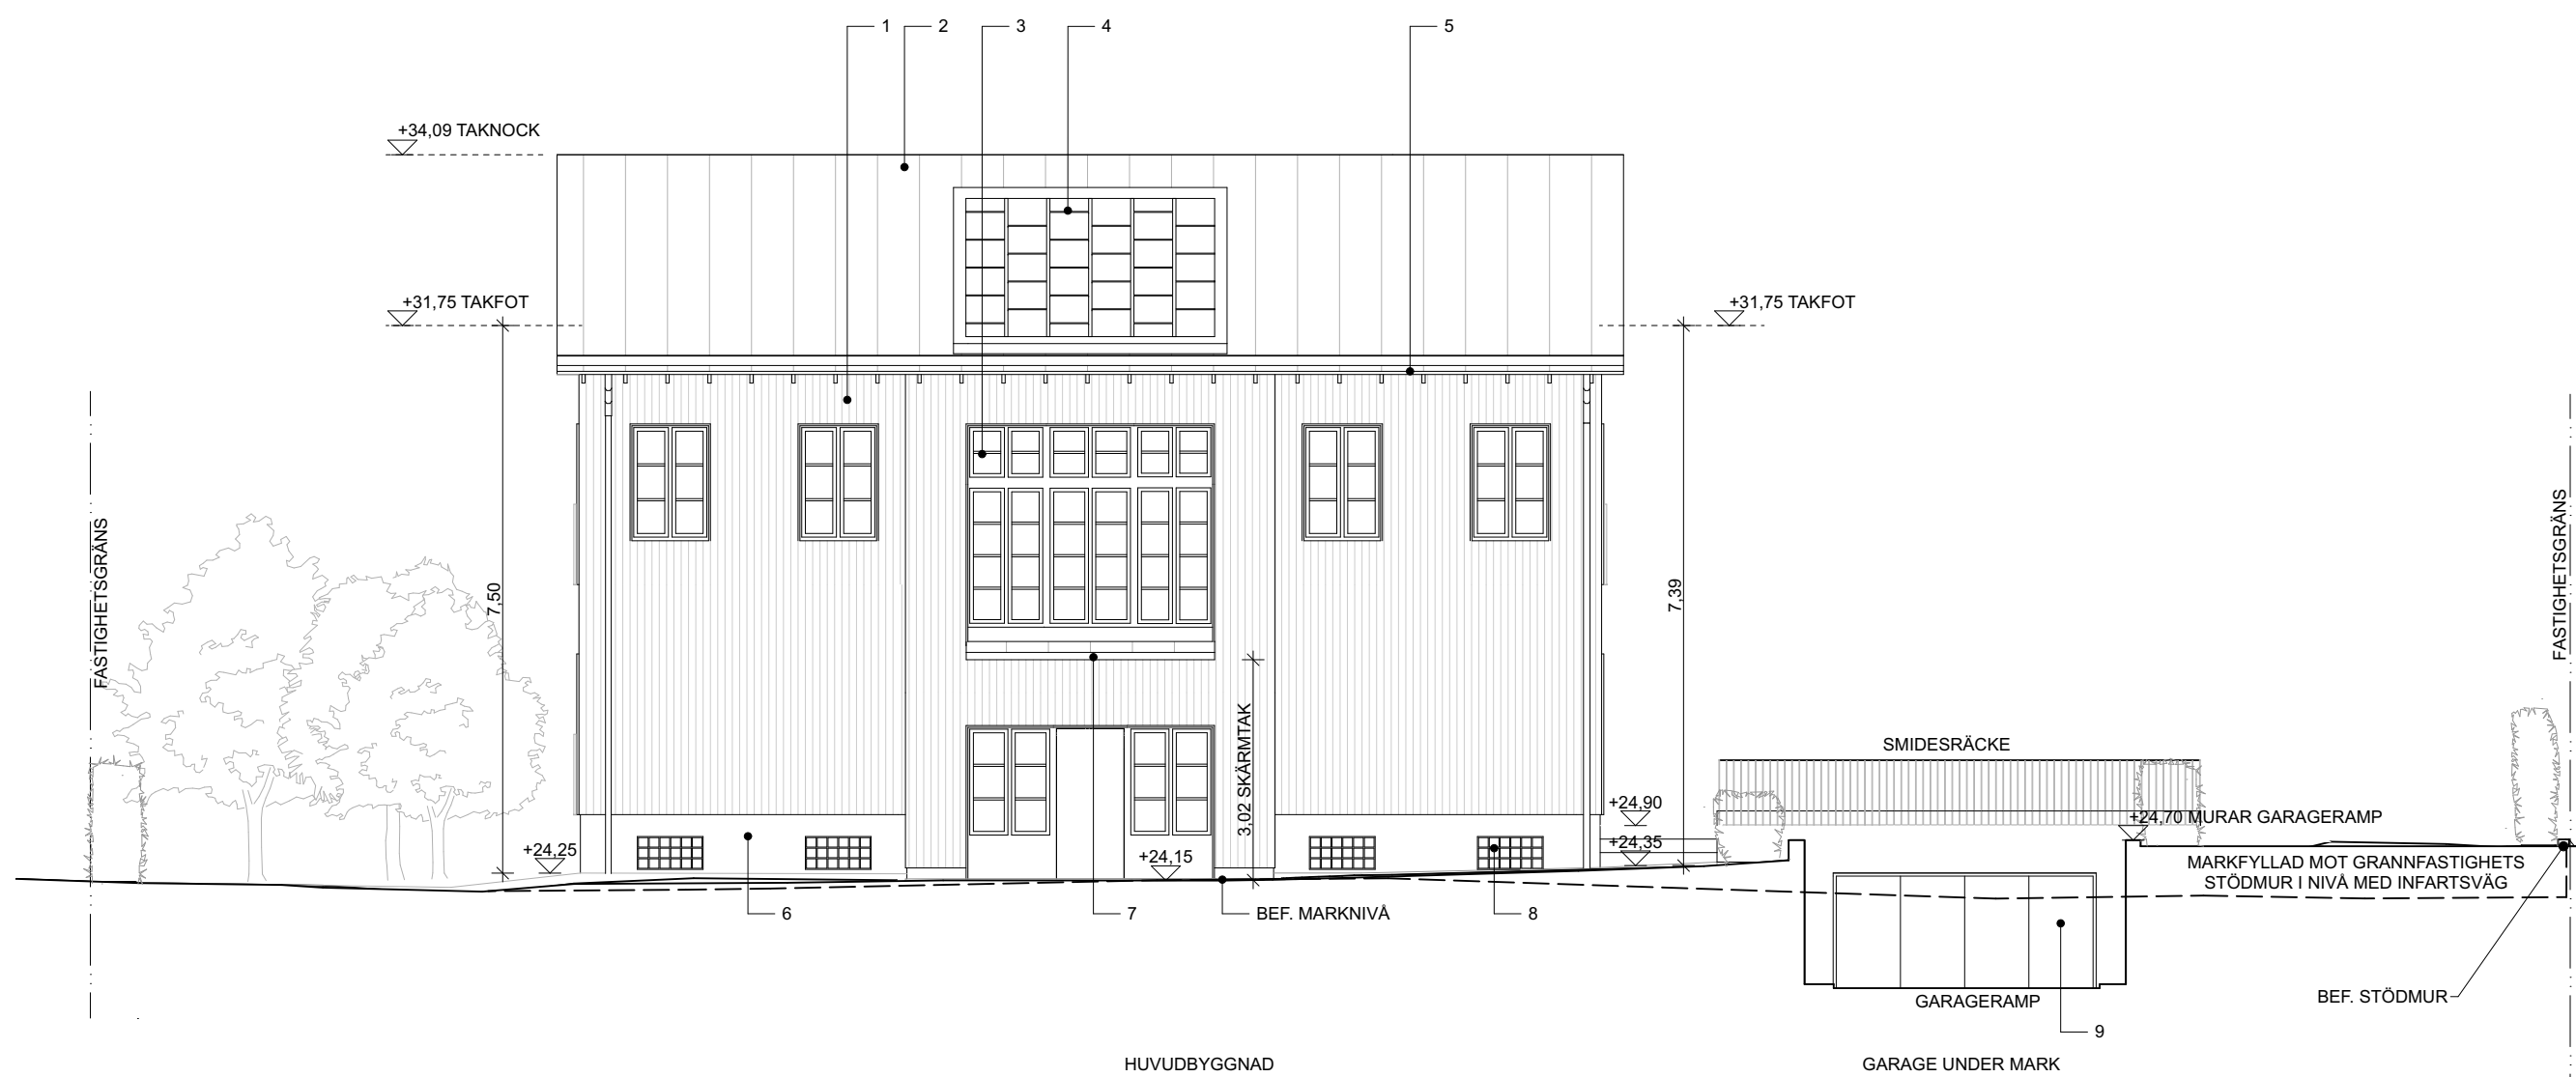 1
2
3
4
5
+34,09 TAKNOCK
+31,75 TAKFOT
+31,75 TAKFOT
FASTIGHETSGRÄNS
7,50
7,39
FASTIGHETSGRÄNS
3,02 SKÄRMTAK
SMIDESRÄCKE
+24,90
+24,70 MURAR GARAGERAMP
+24,35
+24,25
+24,15
MARKFYLLAD MOT GRANNFASTIGHETS
STÖDMUR I NIVÅ MED INFARTSVÄG
6
7
BEF. MARKNIVÅ
8
BEF. STÖDMUR
GARAGERAMP
9
HUVUDBYGGNAD
GARAGE UNDER MARK